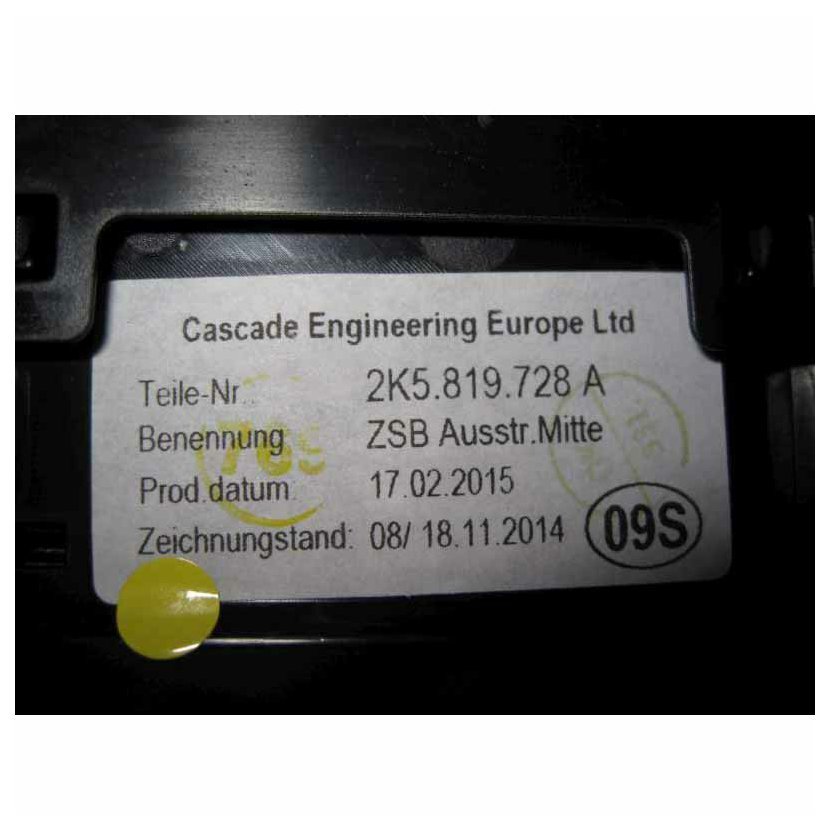 Cascade Engineering Europe Ltd
Teile-Nr. 2K5.819.728 A
Benennung ZSB Ausstr.Mitte
Prod.datum 17.02.2015
Zeichnungstand: 08/ 18.11.2014
09S